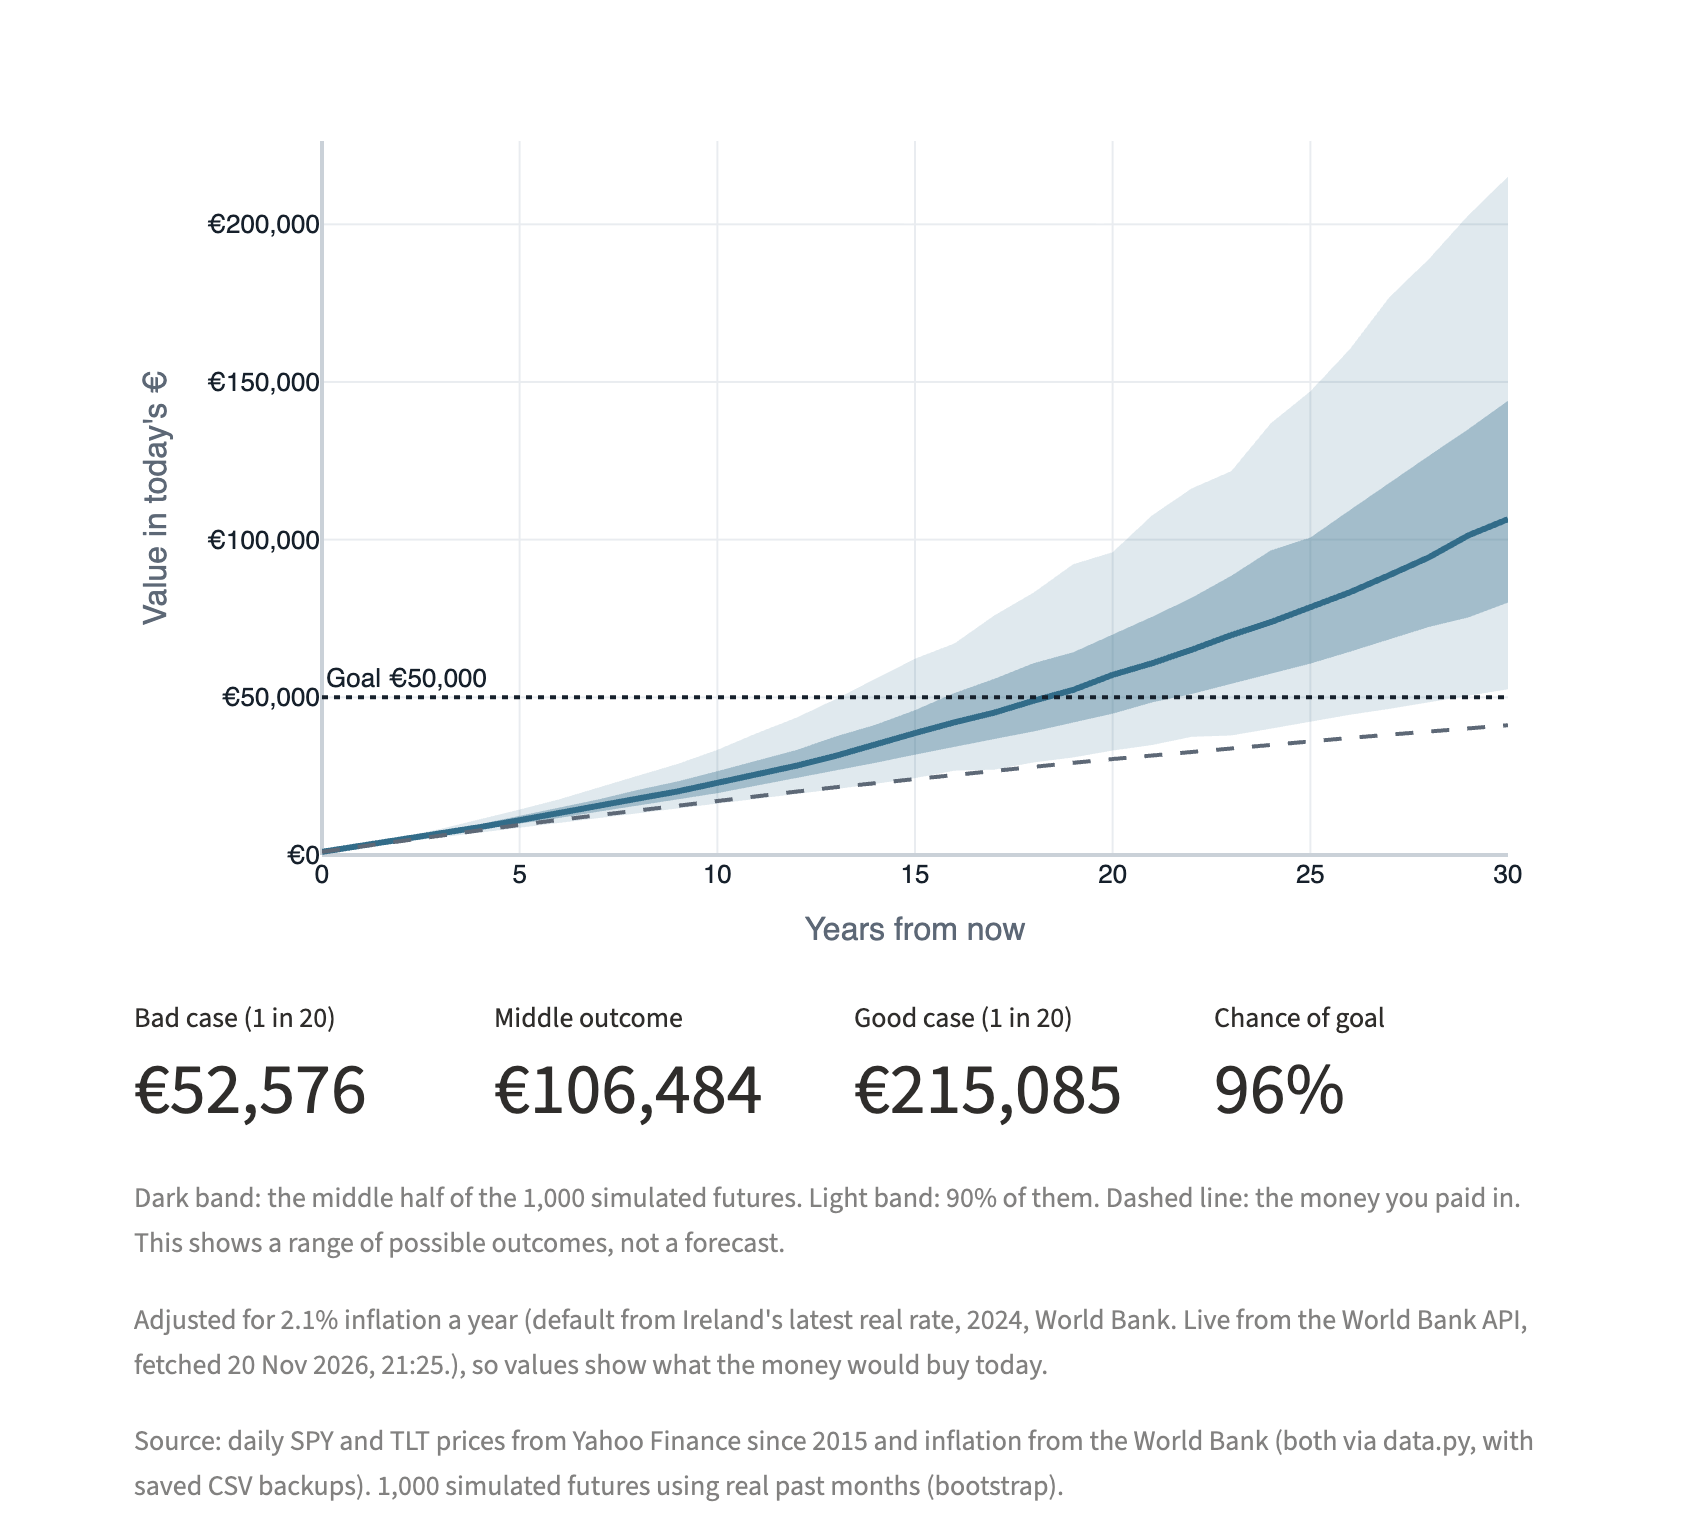 €200,000
€150,000
€100,000
€50,000
€0
Value in today's €
Goal €50,000
0 5 10 15 20 25 30
Years from now
Bad case (1 in 20) Middle outcome Good case (1 in 20) Chance of goal
€52,576 €106,484 €215,085 96%
Dark band: the middle half of the 1,000 simulated futures. Light band: 90% of them. Dashed line: the money you paid in.
This shows a range of possible outcomes, not a forecast.
Adjusted for 2.1% inflation a year (default from Ireland's latest real rate, 2024, World Bank. Live from the World Bank API,
fetched 20 Nov 2026, 21:25.), so values show what the money would buy today.
Source: daily SPY and TLT prices from Yahoo Finance since 2015 and inflation from the World Bank (both via data.py, with
saved CSV backups). 1,000 simulated futures using real past months (bootstrap).